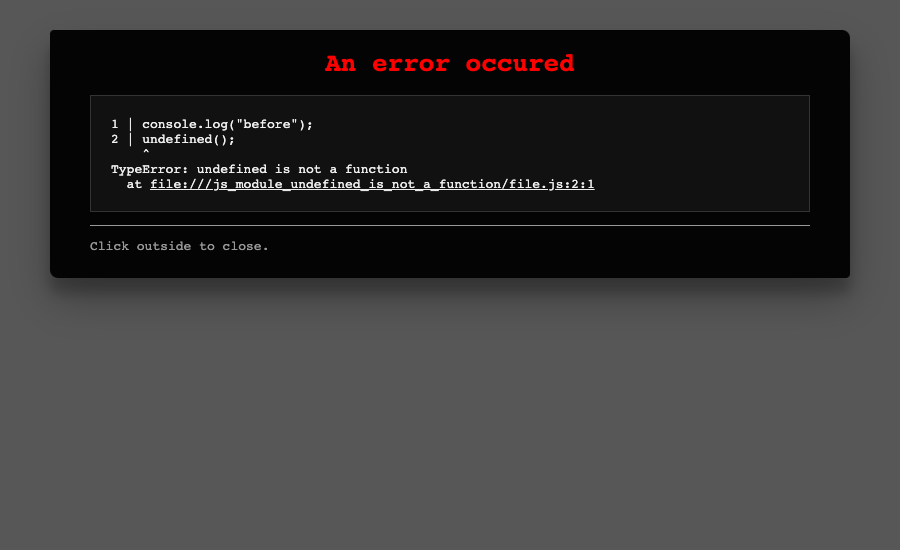 An error occured
1 | console.log("before");
2 | undefined();
    ^
TypeError: undefined is not a function
  at file:///js_module_undefined_is_not_a_function/file.js:2:1
Click outside to close.